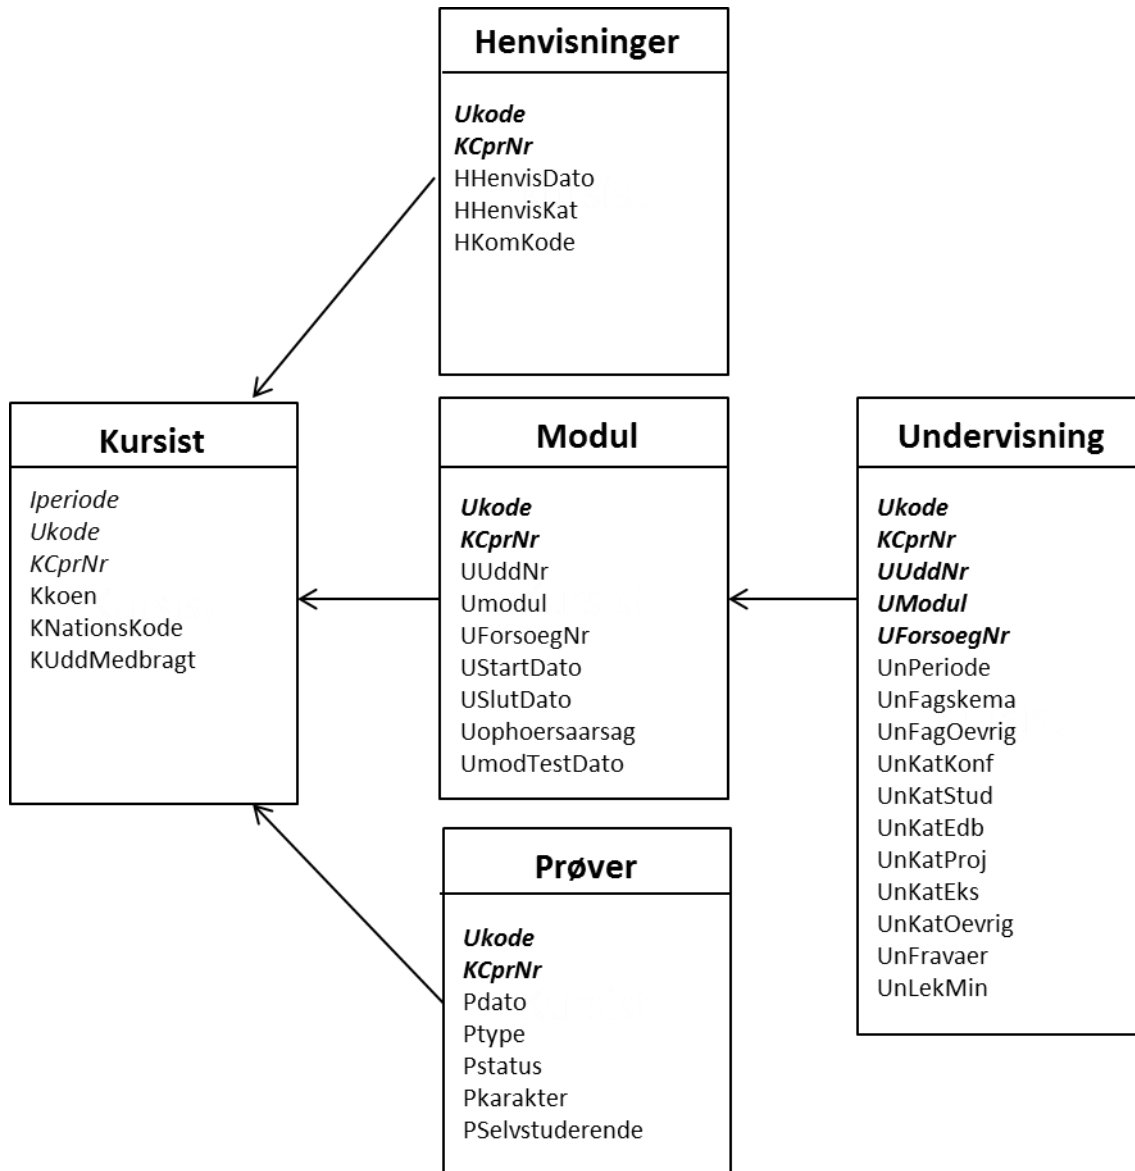 Henvisninger
Ukode
KCprNr
HHenvisDato
HHenvisKat
HKomKode
Kursist
Iperiode
Ukode
KCprNr
Kkoen
KNationsKode
KUddMedbragt
Modul
Ukode
KCprNr
UUddNr
Umodul
UForsoegNr
UStartDato
USlutDato
Uophoersaarsag
UmodTestDato
Undervisning
Ukode
KCprNr
UUddNr
UModul
UForsoegNr
UnPeriode
UnFagskema
UnFagOevrig
UnKatKonf
UnKatStud
UnKatEdb
UnKatProj
UnKatEks
UnKatOevrig
UnFravaer
UnLekMin
Prøver
Ukode
KCprNr
Pdato
Ptype
Pstatus
Pkarakter
PSelvstuderende